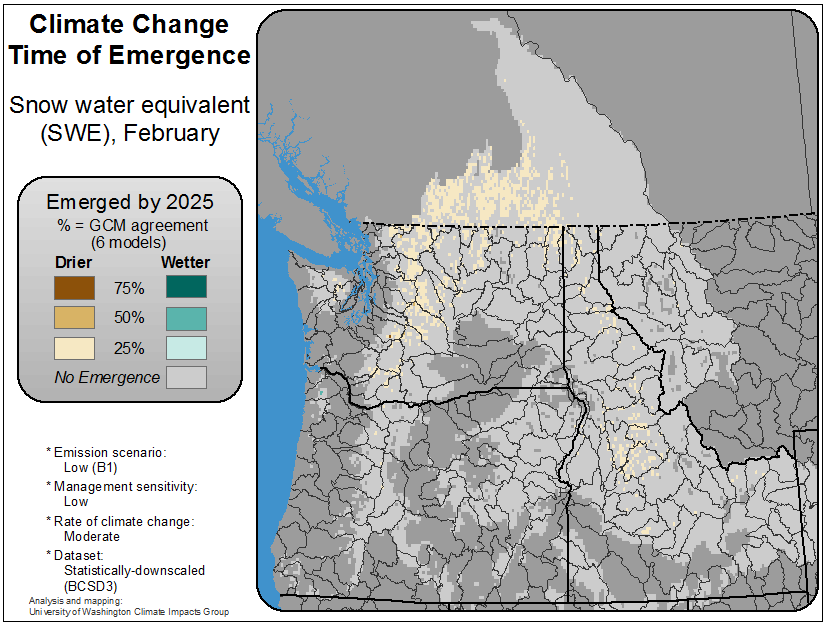 Climate Change
Time of Emergence
Snow water equivalent
(SWE), February
Emerged by 2025
% = GCM agreement
(6 models)
Drier Wetter
75%
50%
25%
No Emergence
* Emission scenario:
Low (B1)
* Management sensitivity:
Low
* Rate of climate change:
Moderate
* Dataset:
Statistically-downscaled
(BCSD3)
Analysis and mapping:
University of Washington Climate Impacts Group